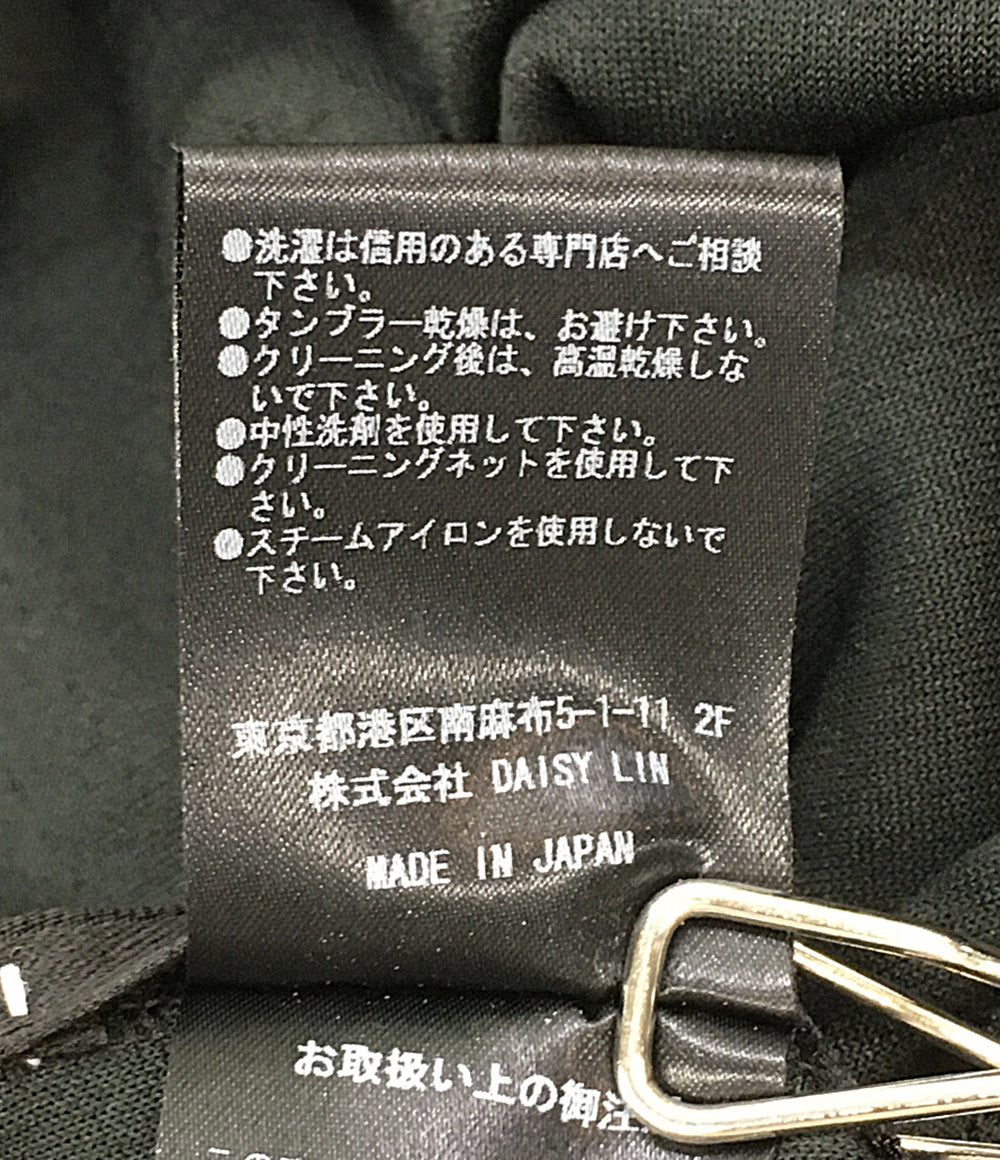 ●洗濯は信用のある専門店へご相談
下さい。
●タンブラー乾燥は、お避け下さい。
●クリーニング後は、高温乾燥しな
いで下さい。
●中性洗剤を使用して下さい。
●クリーニングネットを使用して下
さい。
●スチームアイロンを使用しないで
下さい。
東京都港区南麻布5-1-11 2F
株式会社 DAISY LIN
MADE IN JAPAN
お取扱い上の御注